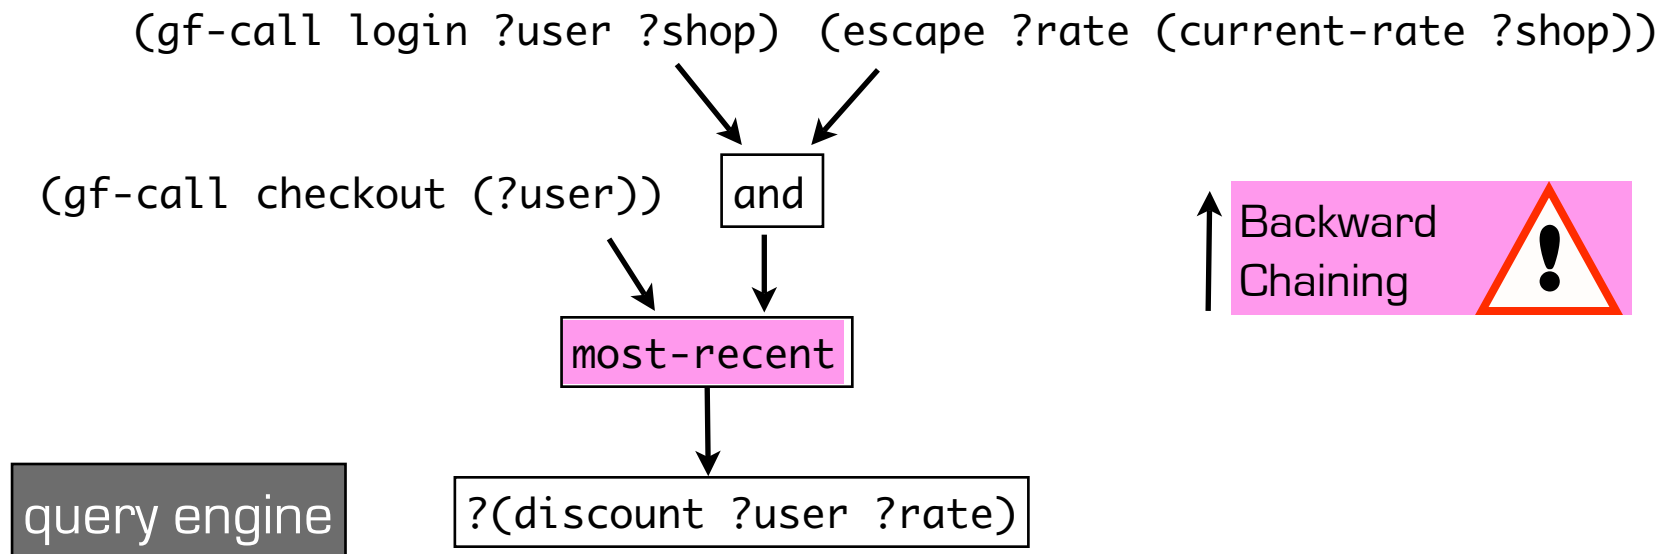 (gf-call login ?user ?shop) (escape ?rate (current-rate ?shop))
(gf-call checkout (?user))
and
Backward
Chaining
!
most-recent
query engine
?(discount ?user ?rate)